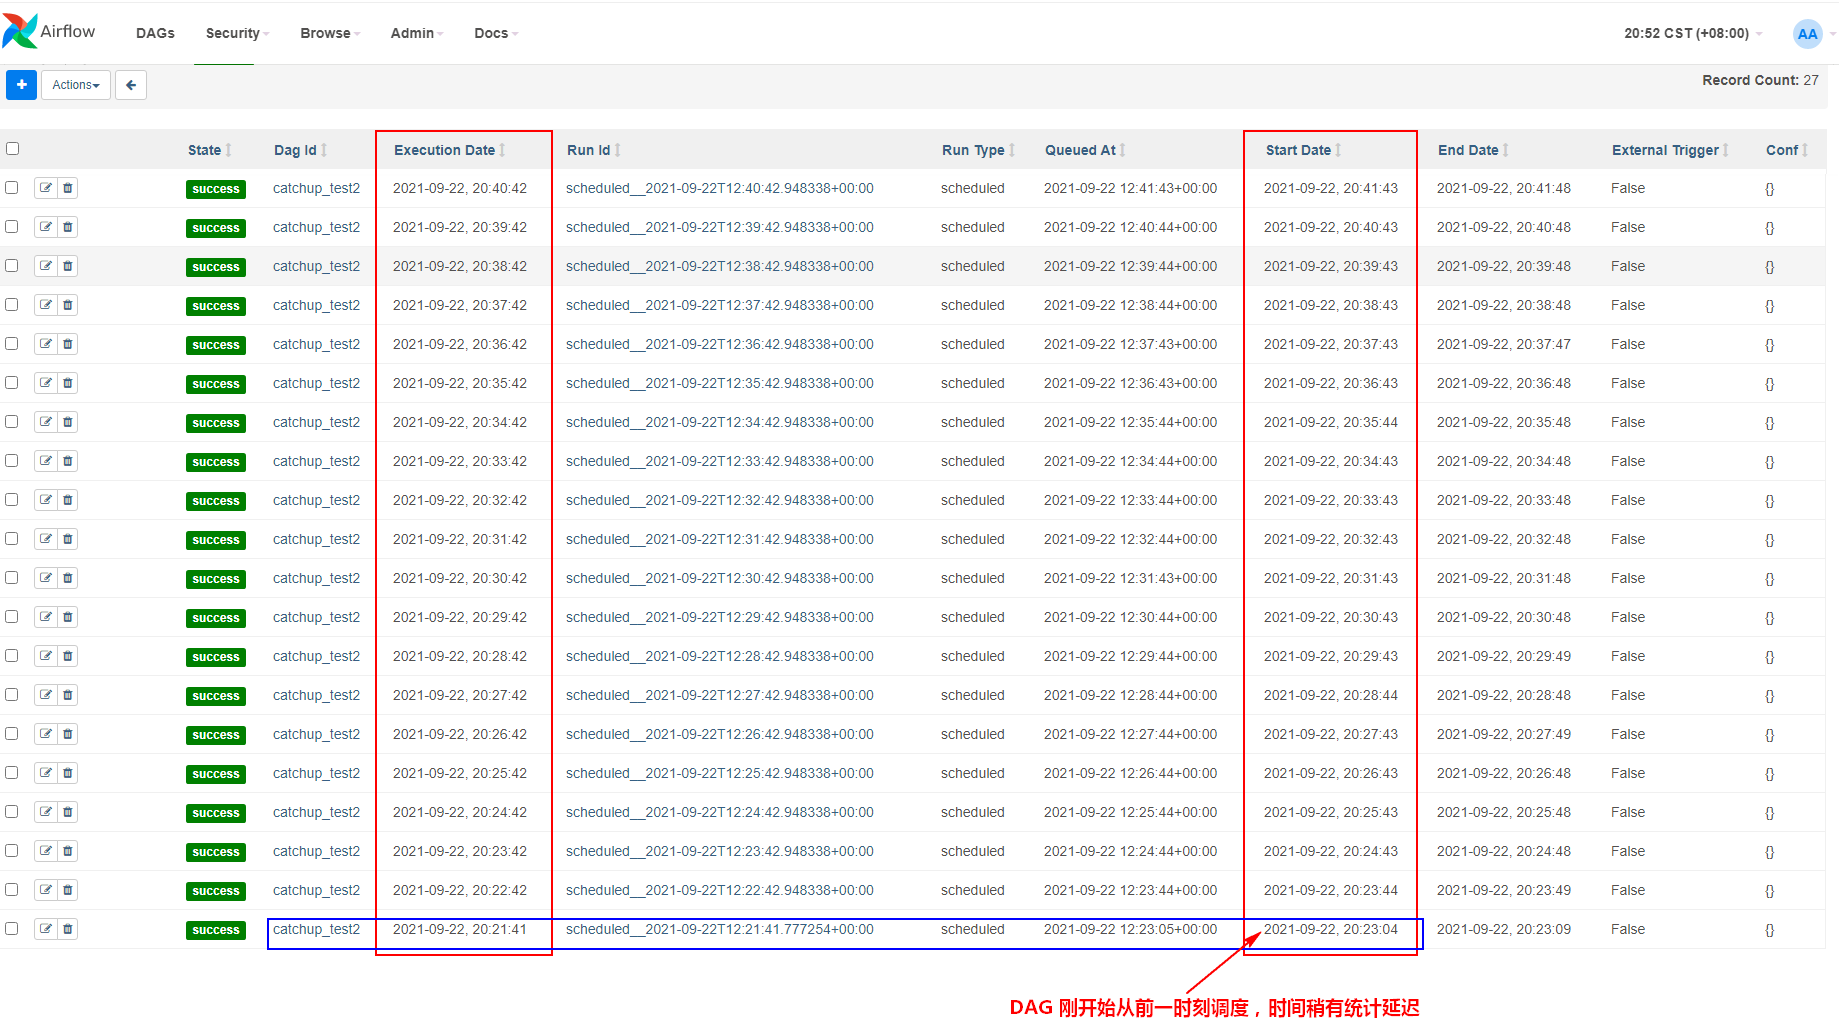 Airflow DAGs Security Browse Admin Docs 20:52 CST (+08:00) AA
+ Actions Record Count: 27
State Dag Id Execution Date Run Id Run Type Queued At Start Date End Date External Trigger Conf
success catchup_test2 2021-09-22, 20:40:42 scheduled__2021-09-22T12:40:42.948338+00:00 scheduled 2021-09-22 12:41:43+00:00 2021-09-22, 20:41:43 2021-09-22, 20:41:48 False {}
success catchup_test2 2021-09-22, 20:39:42 scheduled__2021-09-22T12:39:42.948338+00:00 scheduled 2021-09-22 12:40:44+00:00 2021-09-22, 20:40:43 2021-09-22, 20:40:48 False {}
success catchup_test2 2021-09-22, 20:38:42 scheduled__2021-09-22T12:38:42.948338+00:00 scheduled 2021-09-22 12:39:44+00:00 2021-09-22, 20:39:43 2021-09-22, 20:39:48 False {}
success catchup_test2 2021-09-22, 20:37:42 scheduled__2021-09-22T12:37:42.948338+00:00 scheduled 2021-09-22 12:38:44+00:00 2021-09-22, 20:38:43 2021-09-22, 20:38:48 False {}
success catchup_test2 2021-09-22, 20:36:42 scheduled__2021-09-22T12:36:42.948338+00:00 scheduled 2021-09-22 12:37:43+00:00 2021-09-22, 20:37:43 2021-09-22, 20:37:47 False {}
success catchup_test2 2021-09-22, 20:35:42 scheduled__2021-09-22T12:35:42.948338+00:00 scheduled 2021-09-22 12:36:43+00:00 2021-09-22, 20:36:43 2021-09-22, 20:36:48 False {}
success catchup_test2 2021-09-22, 20:34:42 scheduled__2021-09-22T12:34:42.948338+00:00 scheduled 2021-09-22 12:35:44+00:00 2021-09-22, 20:35:44 2021-09-22, 20:35:48 False {}
success catchup_test2 2021-09-22, 20:33:42 scheduled__2021-09-22T12:33:42.948338+00:00 scheduled 2021-09-22 12:34:44+00:00 2021-09-22, 20:34:43 2021-09-22, 20:34:48 False {}
success catchup_test2 2021-09-22, 20:32:42 scheduled__2021-09-22T12:32:42.948338+00:00 scheduled 2021-09-22 12:33:44+00:00 2021-09-22, 20:33:43 2021-09-22, 20:33:48 False {}
success catchup_test2 2021-09-22, 20:31:42 scheduled__2021-09-22T12:31:42.948338+00:00 scheduled 2021-09-22 12:32:44+00:00 2021-09-22, 20:32:43 2021-09-22, 20:32:48 False {}
success catchup_test2 2021-09-22, 20:30:42 scheduled__2021-09-22T12:30:42.948338+00:00 scheduled 2021-09-22 12:31:43+00:00 2021-09-22, 20:31:43 2021-09-22, 20:31:48 False {}
success catchup_test2 2021-09-22, 20:29:42 scheduled__2021-09-22T12:29:42.948338+00:00 scheduled 2021-09-22 12:30:44+00:00 2021-09-22, 20:30:43 2021-09-22, 20:30:48 False {}
success catchup_test2 2021-09-22, 20:28:42 scheduled__2021-09-22T12:28:42.948338+00:00 scheduled 2021-09-22 12:29:44+00:00 2021-09-22, 20:29:43 2021-09-22, 20:29:49 False {}
success catchup_test2 2021-09-22, 20:27:42 scheduled__2021-09-22T12:27:42.948338+00:00 scheduled 2021-09-22 12:28:44+00:00 2021-09-22, 20:28:44 2021-09-22, 20:28:48 False {}
success catchup_test2 2021-09-22, 20:26:42 scheduled__2021-09-22T12:26:42.948338+00:00 scheduled 2021-09-22 12:27:44+00:00 2021-09-22, 20:27:43 2021-09-22, 20:27:49 False {}
success catchup_test2 2021-09-22, 20:25:42 scheduled__2021-09-22T12:25:42.948338+00:00 scheduled 2021-09-22 12:26:44+00:00 2021-09-22, 20:26:43 2021-09-22, 20:26:48 False {}
success catchup_test2 2021-09-22, 20:24:42 scheduled__2021-09-22T12:24:42.948338+00:00 scheduled 2021-09-22 12:25:44+00:00 2021-09-22, 20:25:43 2021-09-22, 20:25:48 False {}
success catchup_test2 2021-09-22, 20:23:42 scheduled__2021-09-22T12:23:42.948338+00:00 scheduled 2021-09-22 12:24:44+00:00 2021-09-22, 20:24:43 2021-09-22, 20:24:48 False {}
success catchup_test2 2021-09-22, 20:22:42 scheduled__2021-09-22T12:22:42.948338+00:00 scheduled 2021-09-22 12:23:44+00:00 2021-09-22, 20:23:44 2021-09-22, 20:23:49 False {}
success catchup_test2 2021-09-22, 20:21:41 scheduled__2021-09-22T12:21:41.777254+00:00 scheduled 2021-09-22 12:23:05+00:00 2021-09-22, 20:23:04 2021-09-22, 20:23:09 False {}
DAG 刚开始从前一时刻调度，时间稍有统计延迟